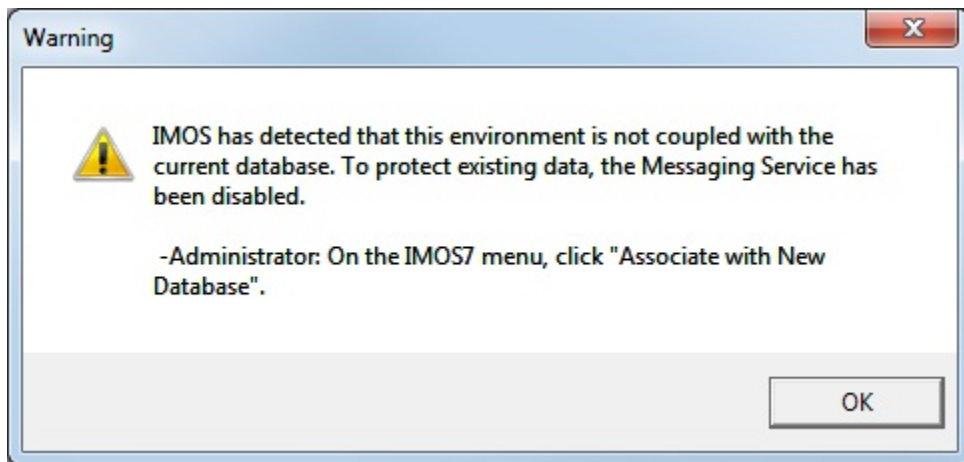 Warning
IMOS has detected that this environment is not coupled with the
current database. To protect existing data, the Messaging Service has
been disabled.
-Administrator: On the IMOS7 menu, click "Associate with New
Database".
OK